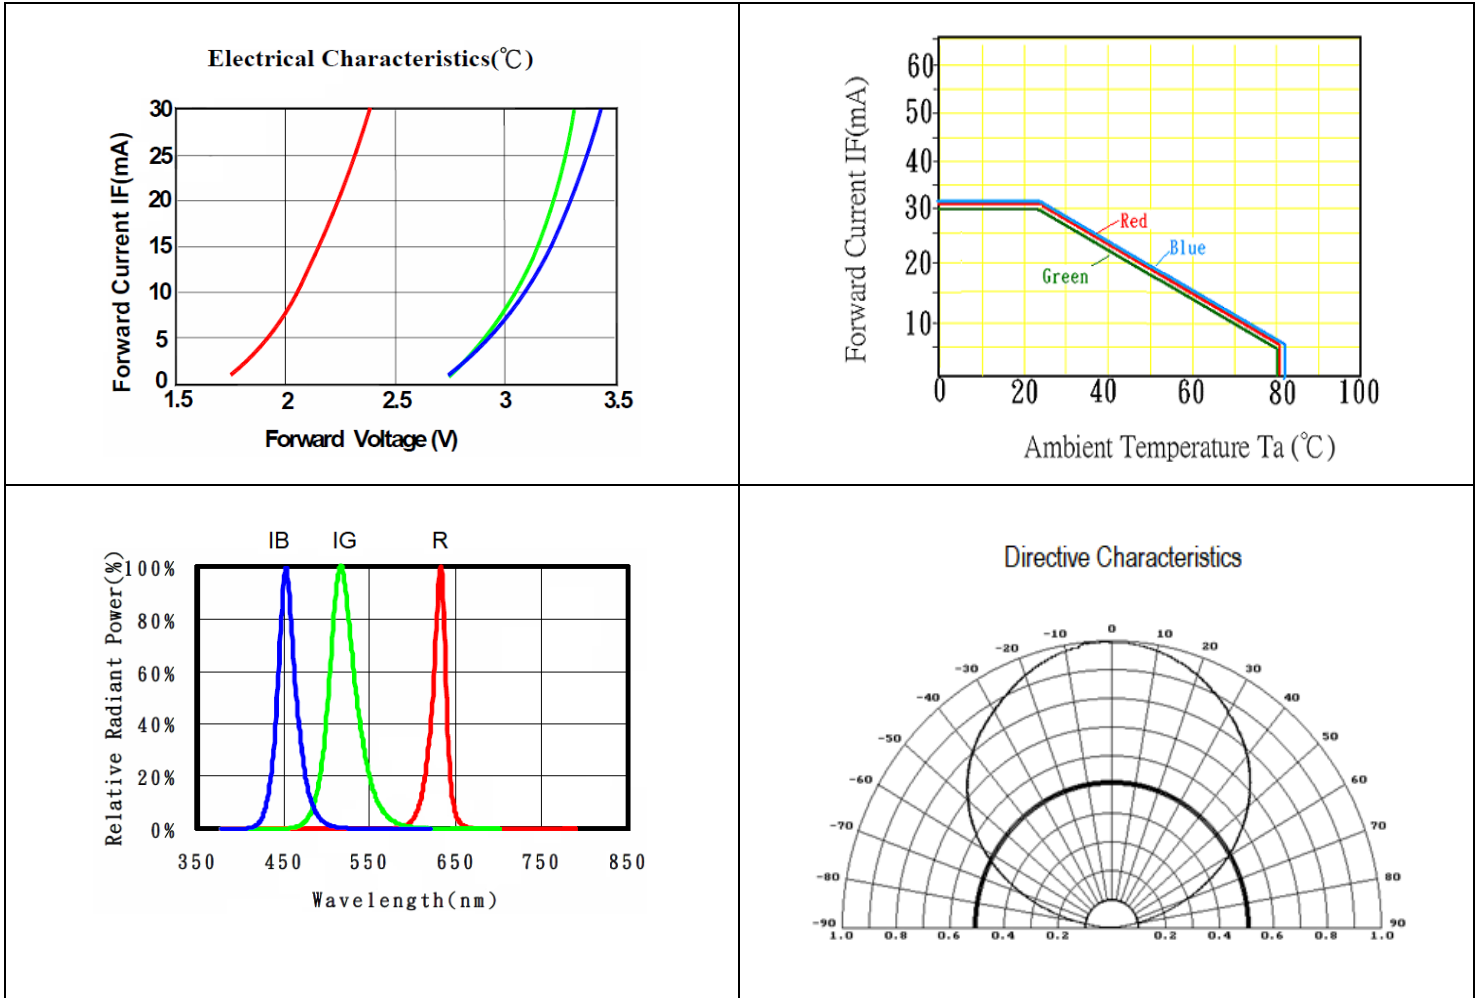 Electrical Characteristics(℃)
Forward Current IF(mA)
30
25
20
15
10
5
0
1.5 2 2.5 3 3.5
Forward Voltage (V)
Forward Current IF(mA)
60
50
40
30
20
10
Red
Blue
Green
0 20 40 60 80 100
Ambient Temperature Ta (℃)
IB IG R
Relative Radiant Power(%)
100%
80%
60%
40%
20%
0%
350 450 550 650 750 850
Wavelength(nm)
Directive Characteristics
-10 0 10
-20 20
-30 30
-40 40
-50 50
-60 60
-70 70
-80 80
-90 90
1.0 0.8 0.6 0.4 0.2 0.2 0.4 0.6 0.8 1.0